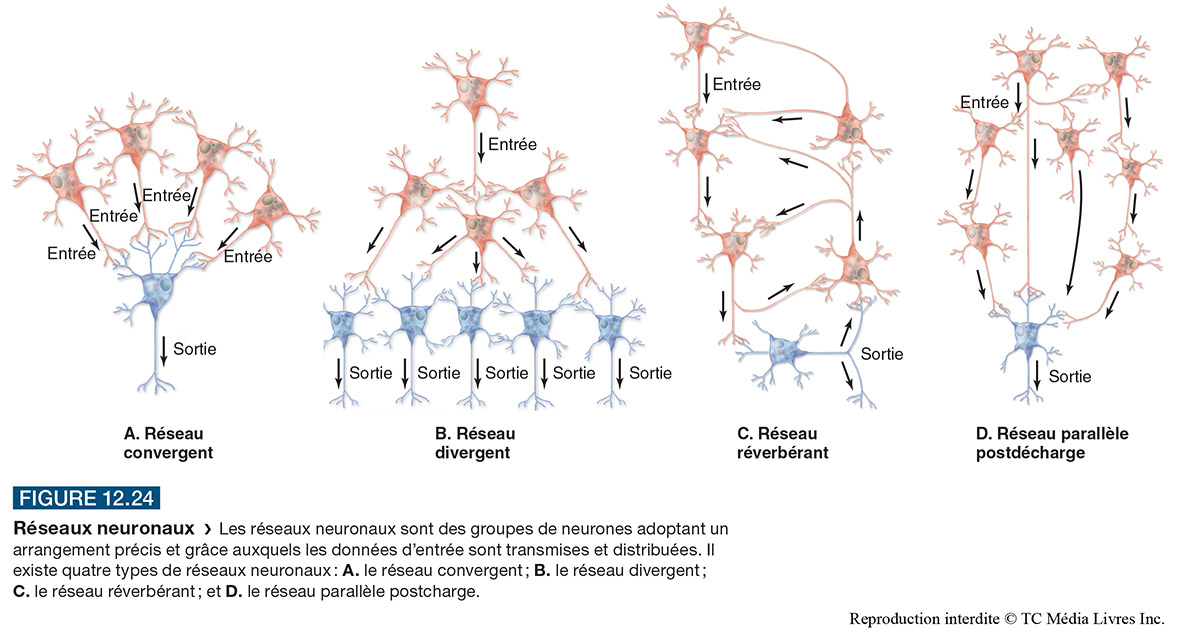 Entrée
Entrée
Entrée
Entrée
Sortie
A. Réseau
convergent
Entrée
Sortie
Sortie
Sortie
Sortie
Sortie
B. Réseau
divergent
Entrée
Sortie
C. Réseau
réverbérant
Entrée
Sortie
D. Réseau parallèle
postdécharge
FIGURE 12.24
Réseaux neuronaux › Les réseaux neuronaux sont des groupes de neurones adoptant un
arrangement précis et grâce auxquels les données d’entrée sont transmises et distribuées. Il
existe quatre types de réseaux neuronaux : A. le réseau convergent ; B. le réseau divergent ;
C. le réseau réverbérant ; et D. le réseau parallèle postcharge.
Reproduction interdite © TC Média Livres Inc.